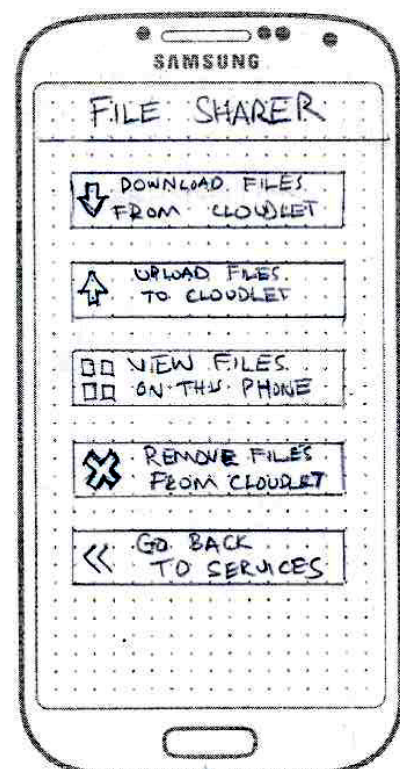 SAMSUNG
FILE SHARER
DOWNLOAD FILES
FROM CLOUDLET
UPLOAD FILES
TO CLOUDLET
VIEW FILES
ON THIS PHONE
REMOVE FILES
FROM CLOUDLET
GO BACK
TO SERVICES